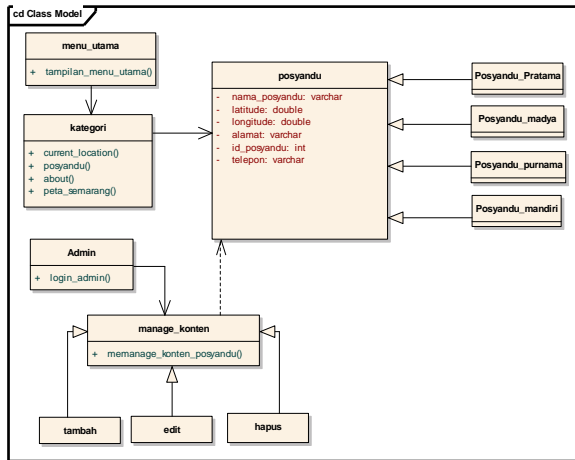 cd Class Model
menu_utama
+ tampilan_menu_utama()
kategori
+ current_location()
+ posyandu()
+ about()
+ peta_semarang()
posyandu
- nama_posyandu: varchar
- latitude: double
- longitude: double
- alamat: varchar
- id_posyandu: int
- telepon: varchar
Posyandu_Pratama
Posyandu_madya
Posyandu_purnama
Posyandu_mandiri
Admin
+ login_admin()
manage_konten
+ memanage_konten_posyandu()
tambah
edit
hapus